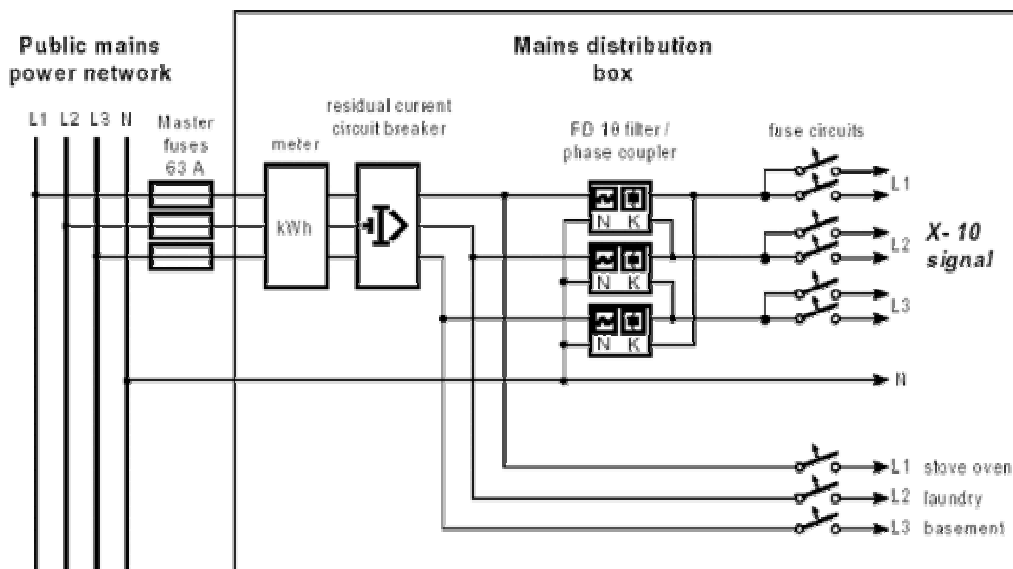 Public mains
power network
Mains distribution
box
L1 L2 L3 N
Master
fuses
63 A
meter
residual current
circuit breaker
FD 10 filter /
phase coupler
fuse circuits
kWh
N K
N K
N K
L1
L2
L3
X-10
signal
N
L1 stove oven
L2 laundry
L3 basement